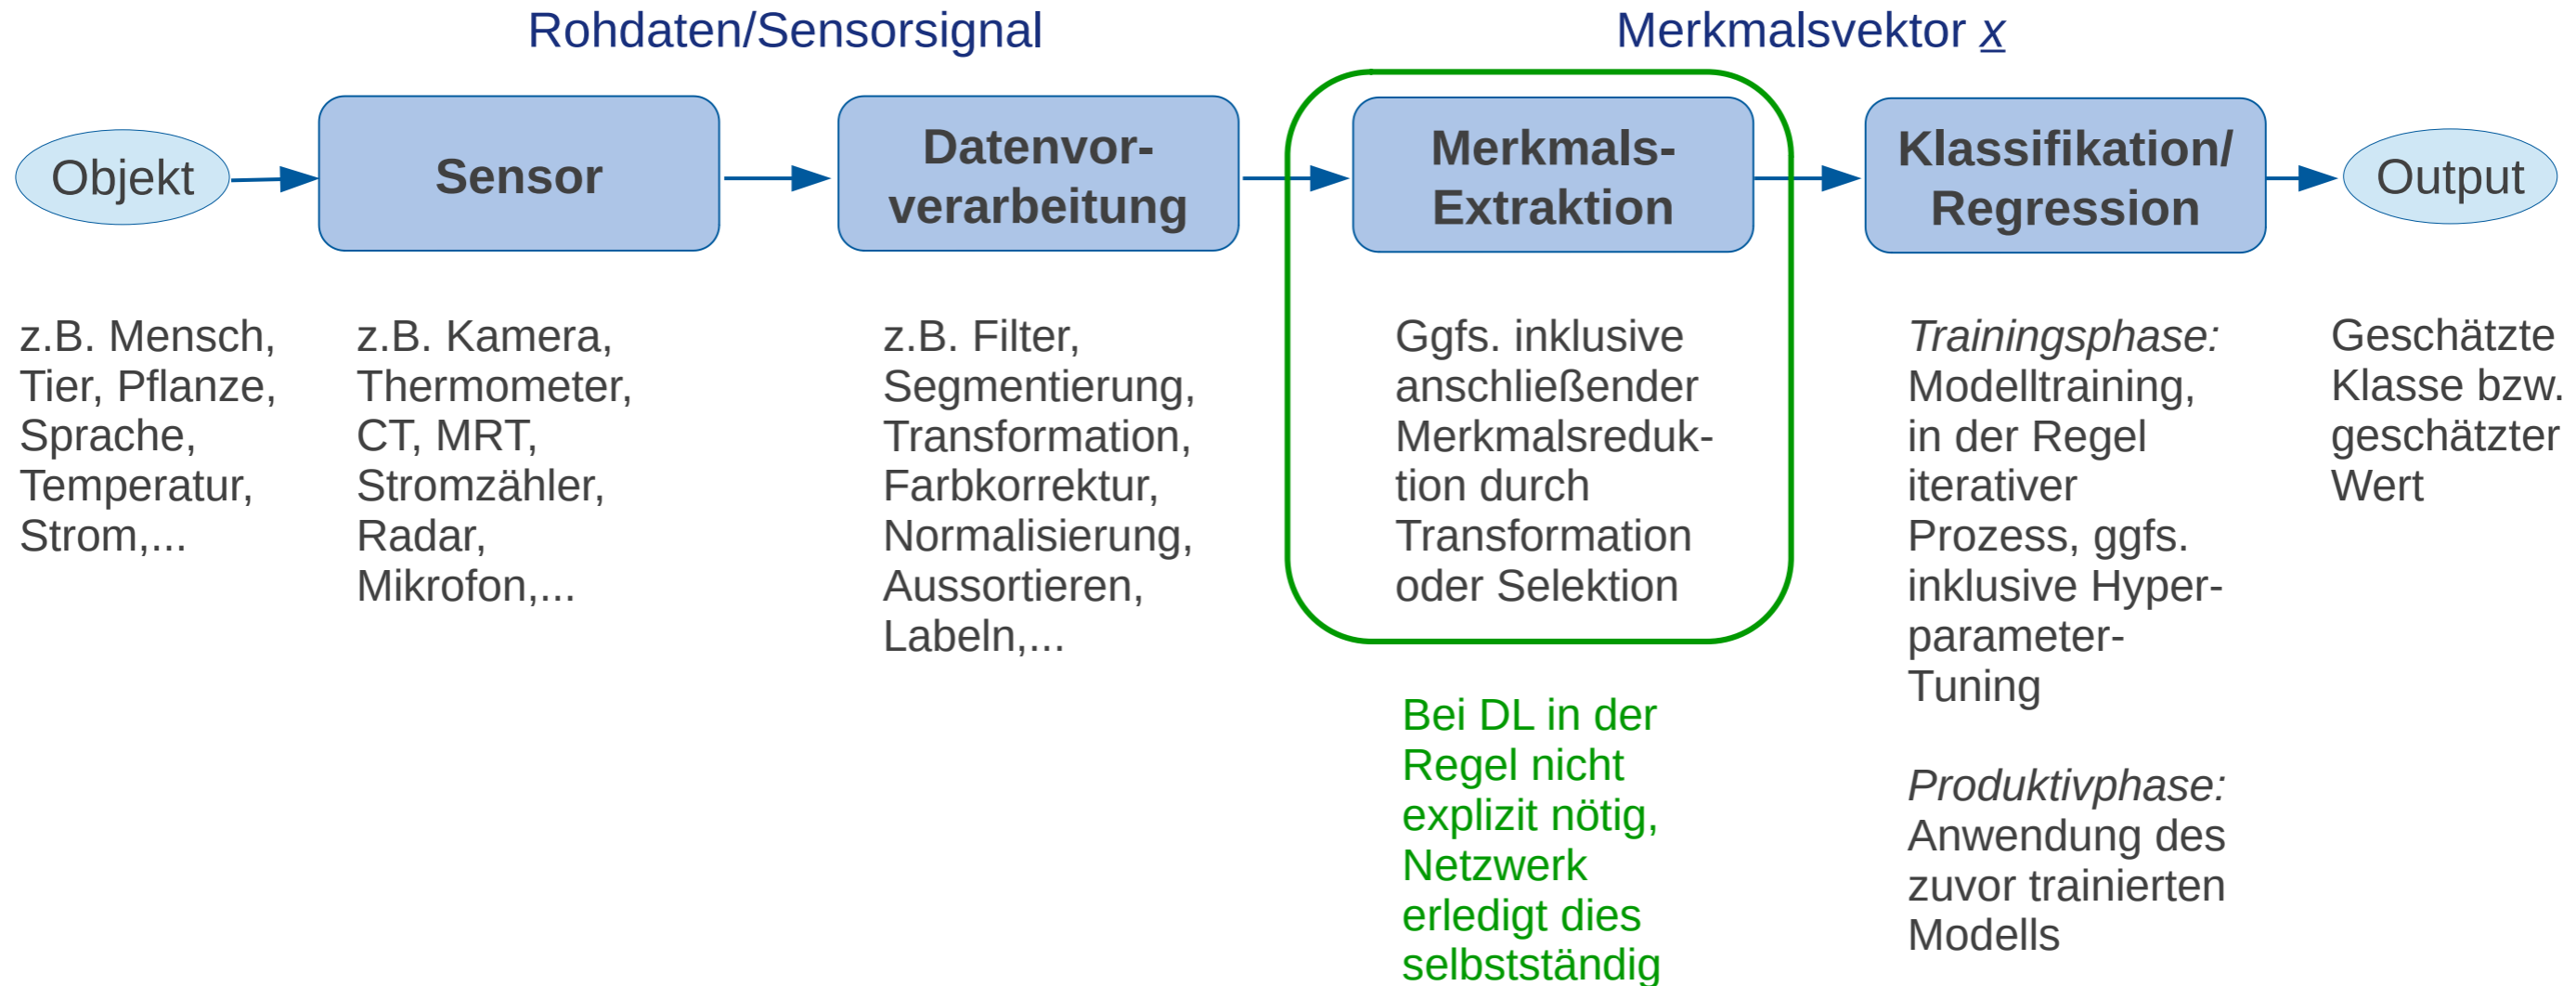 Rohdaten/Sensorsignal
Merkmalsvektor x
Objekt
Sensor
Datenvor-
verarbeitung
Merkmals-
Extraktion
Klassifikation/
Regression
Output
z.B. Mensch,
Tier, Pflanze,
Sprache,
Temperatur,
Strom,...
z.B. Kamera,
Thermometer,
CT, MRT,
Stromzähler,
Radar,
Mikrofon,...
z.B. Filter,
Segmentierung,
Transformation,
Farbkorrektur,
Normalisierung,
Aussortieren,
Labeln,...
Ggfs. inklusive
anschließender
Merkmalsreduk-
tion durch
Transformation
oder Selektion
Bei DL in der
Regel nicht
explizit nötig,
Netzwerk
erledigt dies
selbstständig
Trainingsphase:
Modelltraining,
in der Regel
iterativer
Prozess, ggfs.
inklusive Hyper-
parameter-
Tuning
Produktivphase:
Anwendung des
zuvor trainierten
Modells
Geschätzte
Klasse bzw.
geschätzter
Wert